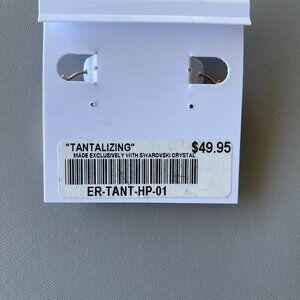 "TANTALIZING" $49.95
MADE EXCLUSIVELY WITH SWAROVSKI CRYSTAL
ER-TANT-HP-01